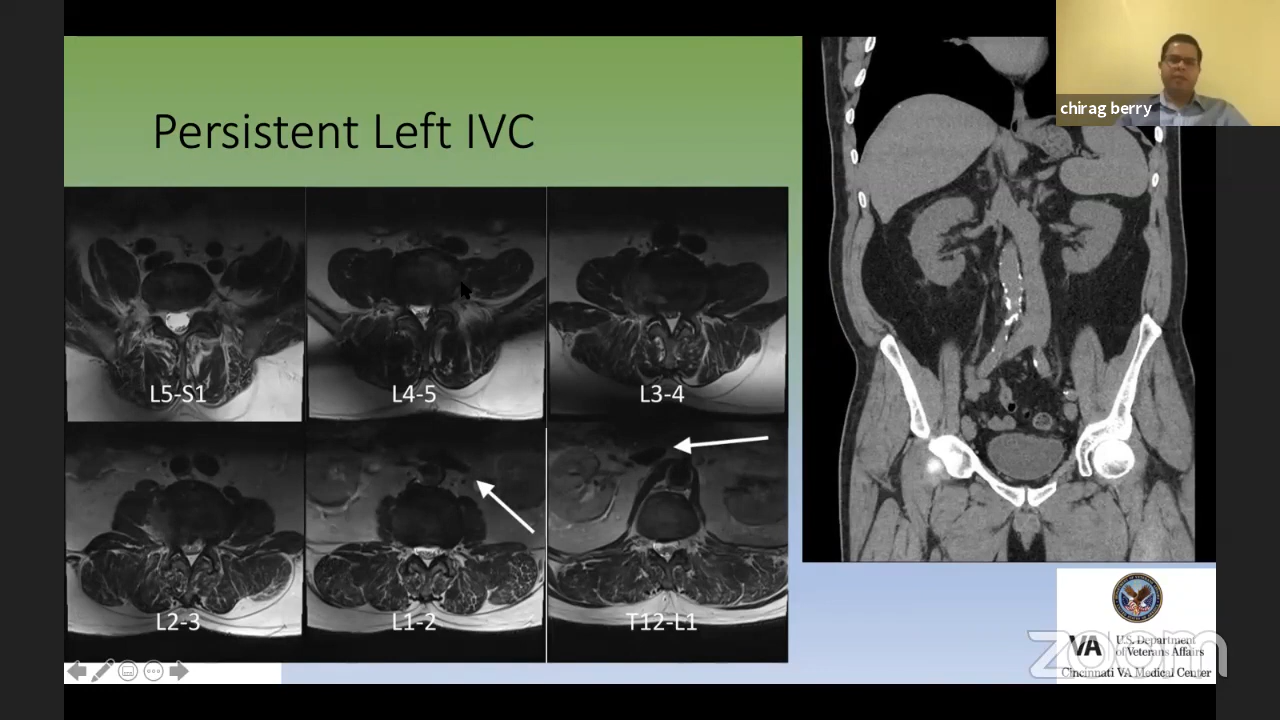 Persistent Left IVC
chirag berry
L5-S1
L4-5
L3-4
L2-3
L1-2
T12-L1
VA
U.S. Department
of Veterans Affairs
Cincinnati VA Medical Center
zoom